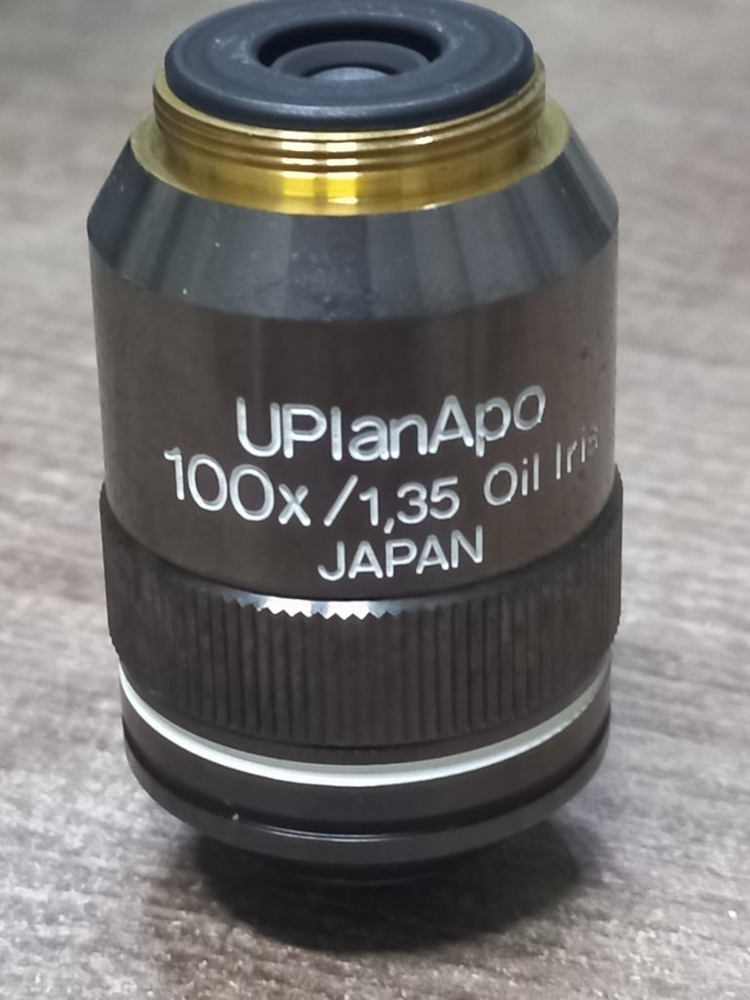 UPlanApo
100x/1,35 Oil Iris
JAPAN